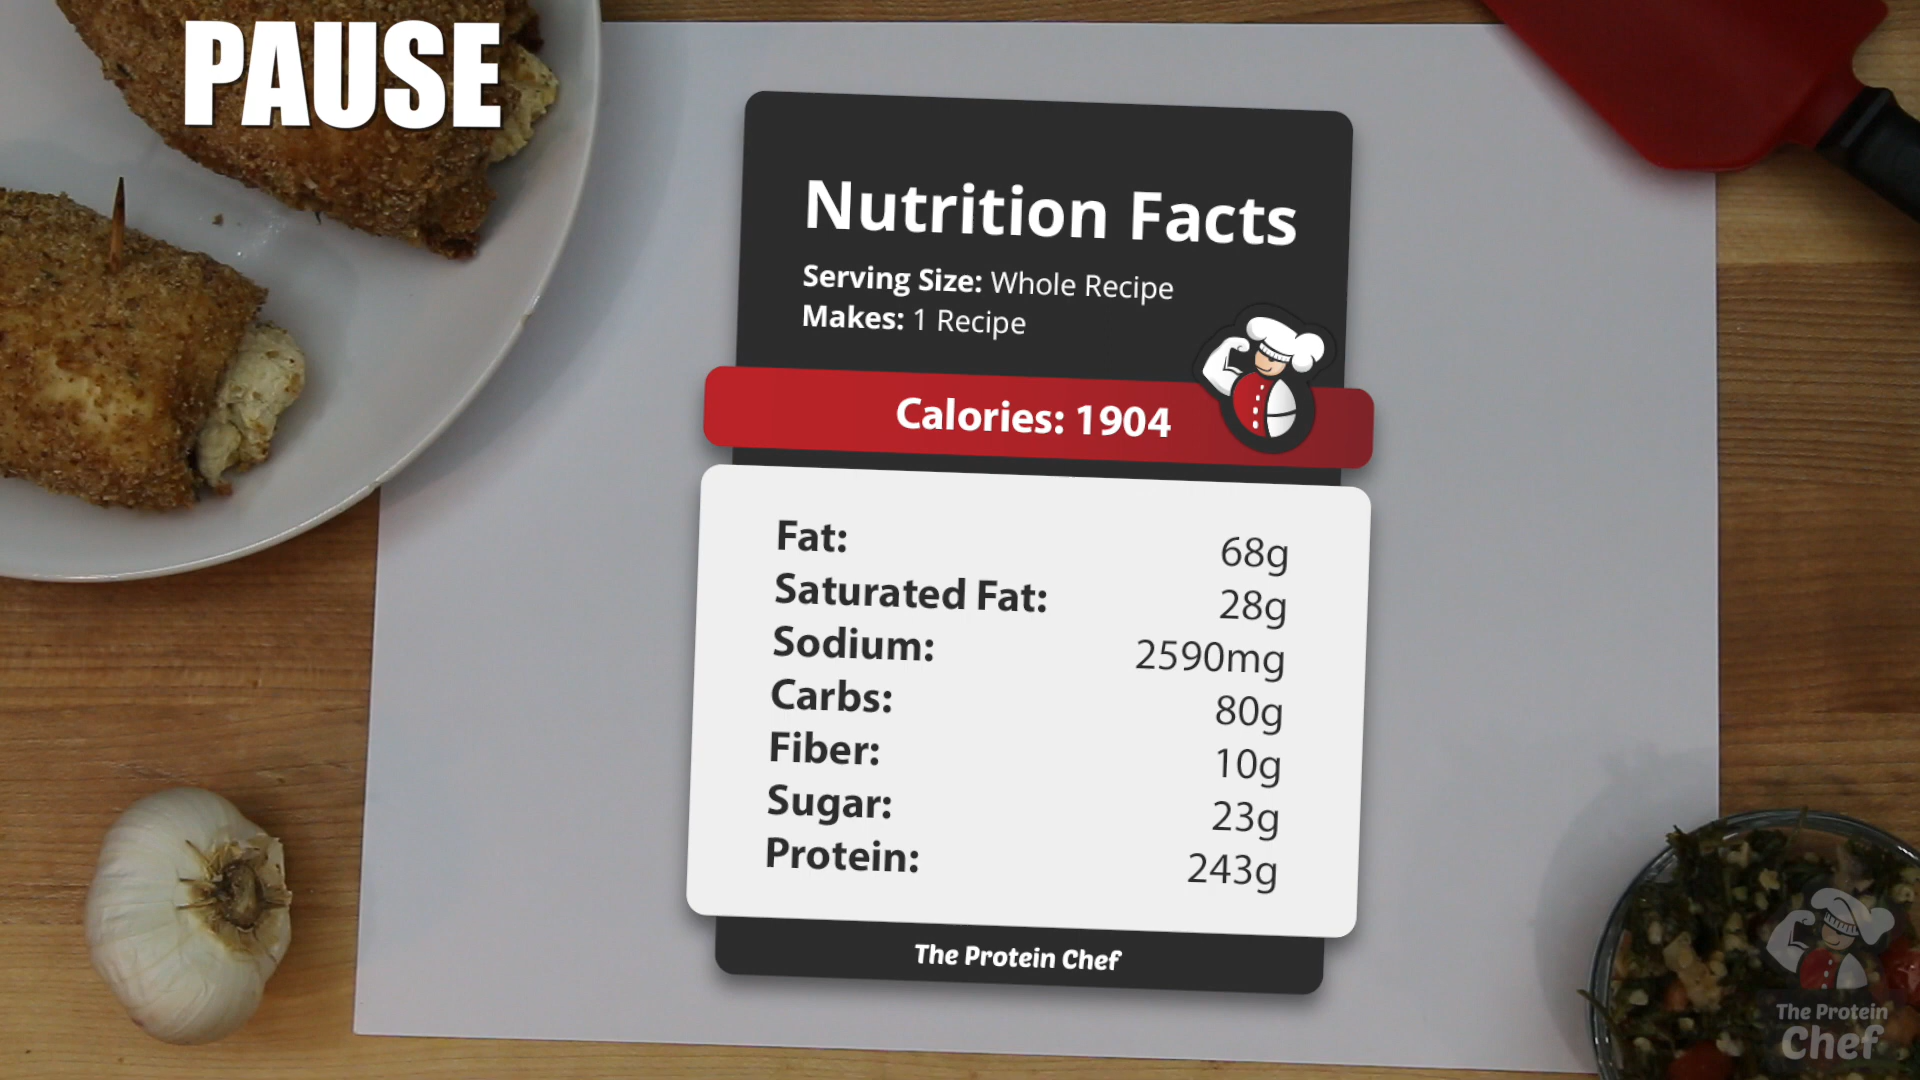 PAUSE
Nutrition Facts
Serving Size: Whole Recipe
Makes: 1 Recipe
Calories: 1904
Fat: 68g
Saturated Fat: 28g
Sodium: 2590mg
Carbs: 80g
Fiber: 10g
Sugar: 23g
Protein: 243g
The Protein Chef
The Protein
Chef